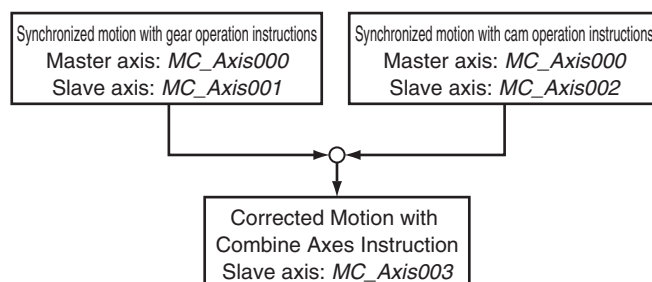 Synchronized motion with gear operation instructions
Master axis: MC_Axis000
Slave axis: MC_Axis001
Synchronized motion with cam operation instructions
Master axis: MC_Axis000
Slave axis: MC_Axis002
Corrected Motion with
Combine Axes Instruction
Slave axis: MC_Axis003